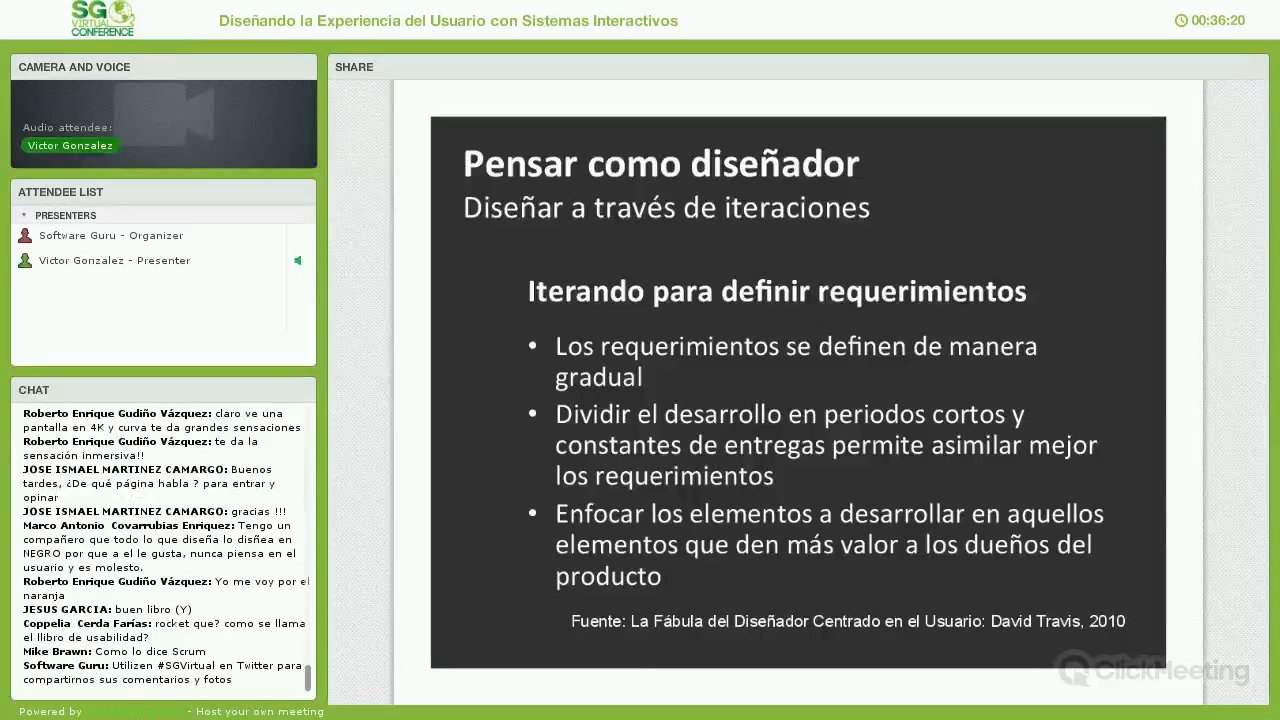 SG
VIRTUAL
CONFERENCE
Diseñando la Experiencia del Usuario con Sistemas Interactivos
00:36:20
CAMERA AND VOICE
Audio attendee:
Victor Gonzalez
ATTENDEE LIST
PRESENTERS
Software Guru - Organizer
Victor Gonzalez - Presenter
CHAT
Roberto Enrique Gudiño Vázquez: claro ve una
pantalla en 4K y curva te da grandes sensaciones
Roberto Enrique Gudiño Vázquez: te da la
sensación inmersiva!!
JOSE ISMAEL MARTINEZ CAMARGO: Buenos
tardes, ¿De qué página habla ? para entrar y
opinar
JOSE ISMAEL MARTINEZ CAMARGO: gracias !!!
Marco Antonio Covarrubias Enriquez: Tengo un
compañero que todo lo que diseña lo disñea en
NEGRO por que a el le gusta, nunca piensa en el
usuario y es molesto.
Roberto Enrique Gudiño Vázquez: Yo me voy por el
naranja
JESUS GARCIA: buen libro (Y)
Coppelia Cerda Farías: rocket que? como se llama
el llibro de usabilidad?
Mike Brawn: Como lo dice Scrum
Software Guru: Utilizen #SGVirtual en Twitter para
compartirnos sus comentarios y fotos
Powered by - Host your own meeting
SHARE
Pensar como diseñador
Diseñar a través de iteraciones
Iterando para definir requerimientos
• Los requerimientos se definen de manera
gradual
• Dividir el desarrollo en periodos cortos y
constantes de entregas permite asimilar mejor
los requerimientos
• Enfocar los elementos a desarrollar en aquellos
elementos que den más valor a los dueños del
producto
Fuente: La Fábula del Diseñador Centrado en el Usuario: David Travis, 2010
ClickMeeting